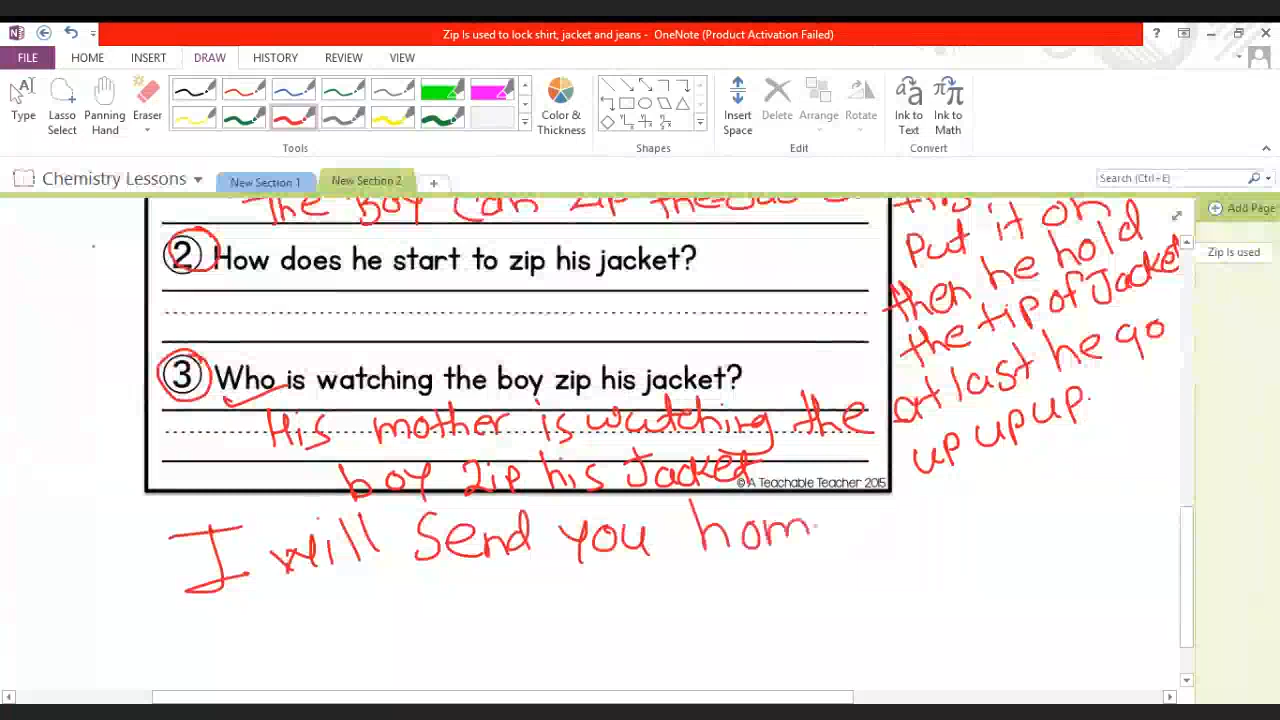 Zip Is used to lock shirt, jacket and jeans - OneNote (Product Activation Failed)
FILE HOME INSERT DRAW HISTORY REVIEW VIEW
Type
Lasso Select
Panning Hand
Eraser
Color & Thickness
Insert Space
Delete
Arrange
Rotate
Ink to Text
Ink to Math
Tools
Shapes
Edit
Convert
Chemistry Lessons
New Section 1
New Section 2
Search (Ctrl+E)
Add Page
Zip Is used
The Boy Can zip the
2 How does he start to zip his jacket?
3 Who is watching the boy zip his jacket?
His mother is watching the
boy zip his Jacket
© A Teachable Teacher 2015
Put it on
then he hold
the tip of Jacket
at last he go
up up up.
I will Send you hom